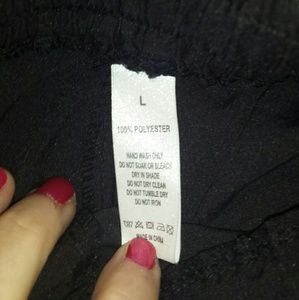 L
100% POLYESTER
HAND WASH ONLY
DO NOT SOAK OR BLEACH
DRY IN SHADE
DO NOT DRY CLEAN
DO NOT TUMBLE DRY
DO NOT IRON
MADE IN CHINA